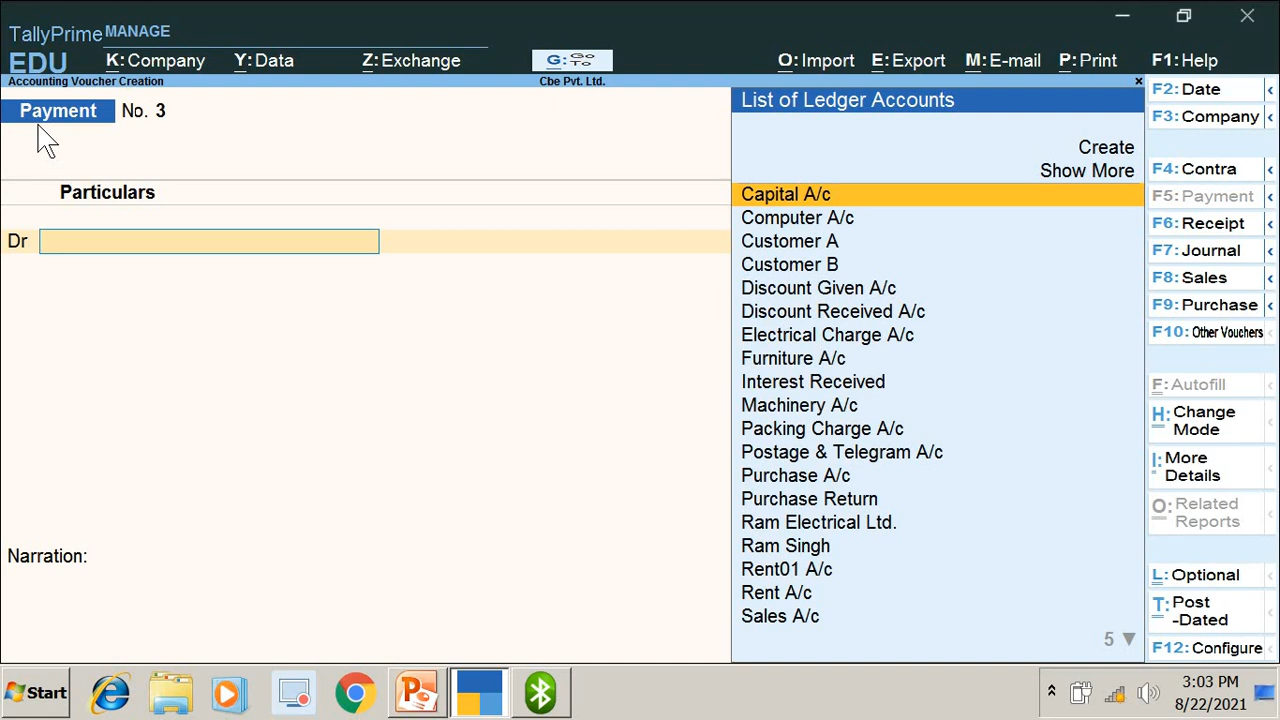 TallyPrime MANAGE
EDU K: Company Y: Data Z: Exchange G: Go To O: Import E: Export M: E-mail P: Print F1: Help
Accounting Voucher Creation Cbe Pvt. Ltd. ×
Payment No. 3
Particulars
Dr
Narration:
List of Ledger Accounts
Create
Show More
Capital A/c
Computer A/c
Customer A
Customer B
Discount Given A/c
Discount Received A/c
Electrical Charge A/c
Furniture A/c
Interest Received
Machinery A/c
Packing Charge A/c
Postage & Telegram A/c
Purchase A/c
Purchase Return
Ram Electrical Ltd.
Ram Singh
Rent01 A/c
Rent A/c
Sales A/c
5 ▼
F2: Date
F3: Company
F4: Contra
F5: Payment
F6: Receipt
F7: Journal
F8: Sales
F9: Purchase
F10: Other Vouchers
F: Autofill
H: Change
Mode
I: More
Details
O: Related
Reports
L: Optional
T: Post
-Dated
F12: Configure
Start
3:03 PM
8/22/2021